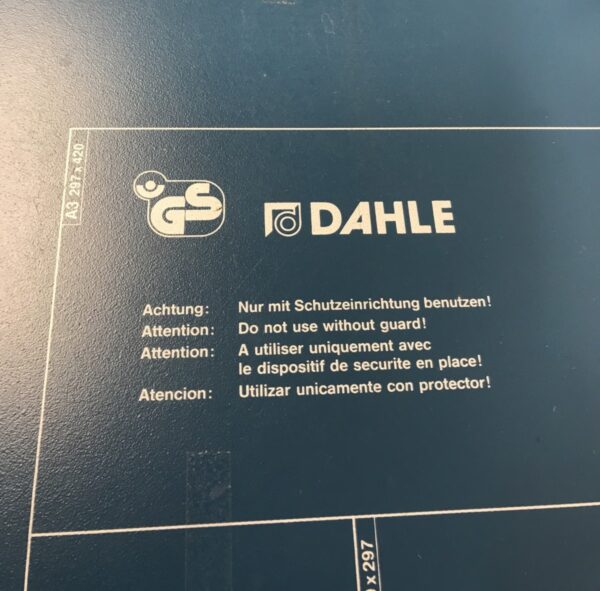 A3 297 x 420
GS
DAHLE
Achtung: Nur mit Schutzeinrichtung benutzen!
Attention: Do not use without guard!
Attention: A utiliser uniquement avec
le dispositif de securite en place!
Atencion: Utilizar unicamente con protector!
x 297